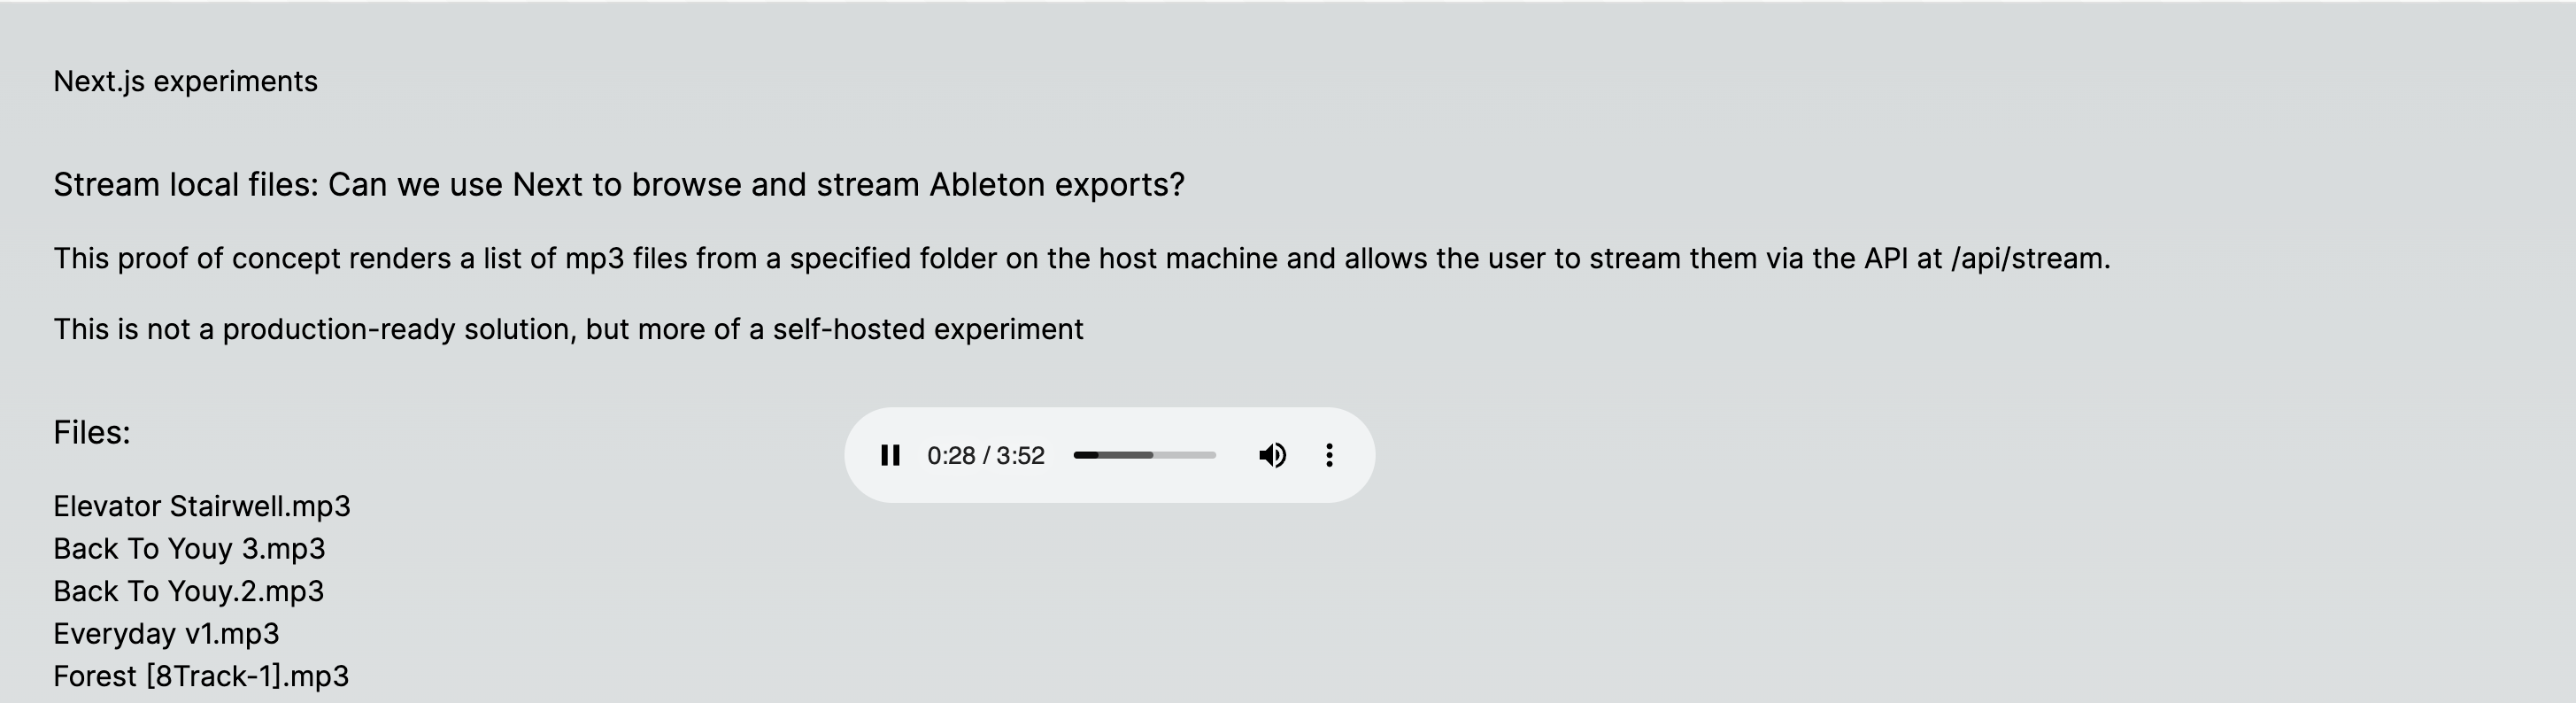 Next.js experiments
Stream local files: Can we use Next to browse and stream Ableton exports?
This proof of concept renders a list of mp3 files from a specified folder on the host machine and allows the user to stream them via the API at /api/stream.
This is not a production-ready solution, but more of a self-hosted experiment
Files:
0:28 / 3:52
Elevator Stairwell.mp3
Back To Youy 3.mp3
Back To Youy.2.mp3
Everyday v1.mp3
Forest [8Track-1].mp3